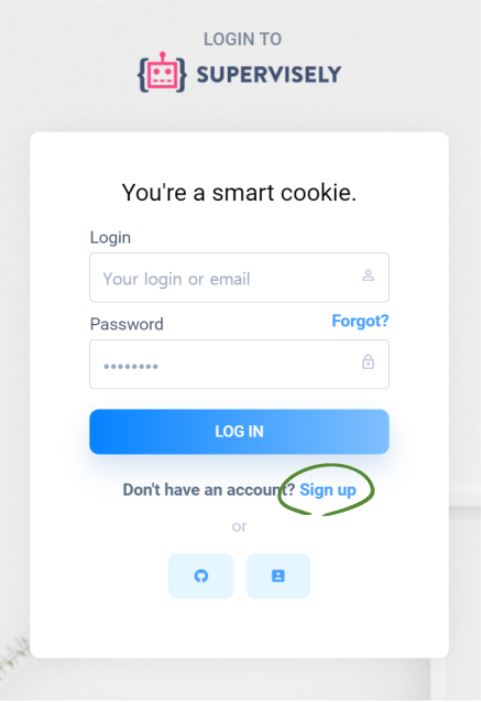 LOGIN TO
SUPERVISELY
You're a smart cookie.
Login
Your login or email
Password Forgot?
••••••••
LOG IN
Don't have an account? Sign up
or